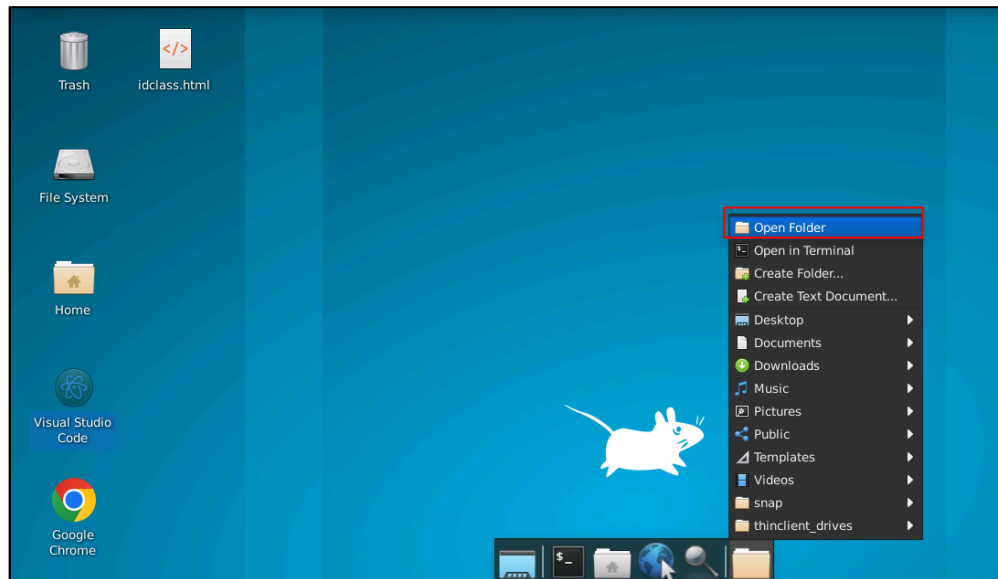 Trash
idclass.html
</>
File System
Home
Visual Studio
Code
Google
Chrome
Open Folder
Open in Terminal
Create Folder...
Create Text Document...
Desktop
Documents
Downloads
Music
Pictures
Public
Templates
Videos
snap
thinclient_drives
$_